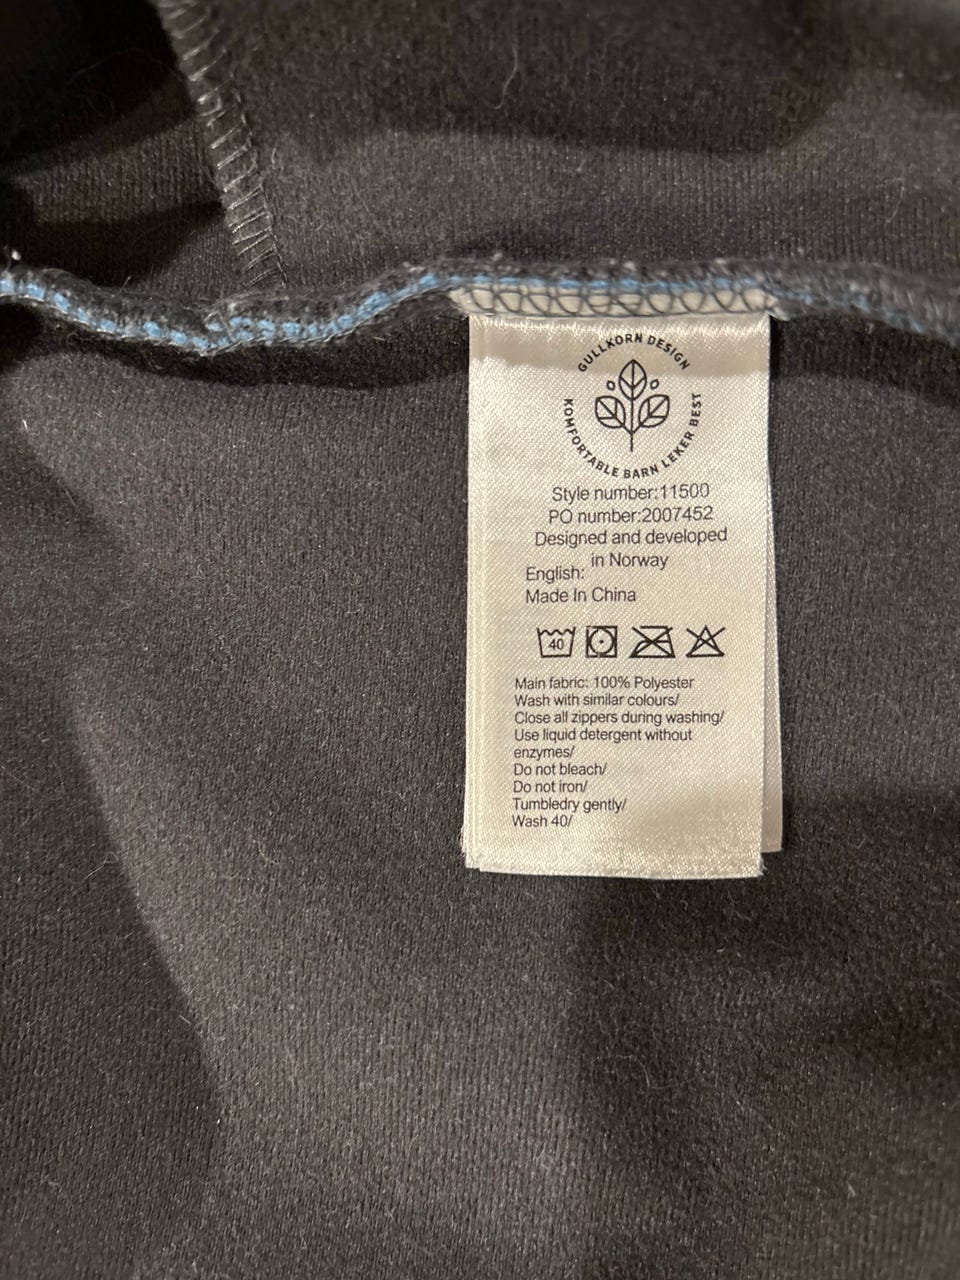 GULLKORN DESIGN
KOMFORTABLE BARN LEKER BEST
Style number:11500
PO number:2007452
Designed and developed
in Norway
English:
Made In China
40
Main fabric: 100% Polyester
Wash with similar colours/
Close all zippers during washing/
Use liquid detergent without
enzymes/
Do not bleach/
Do not iron/
Tumbledry gently/
Wash 40/